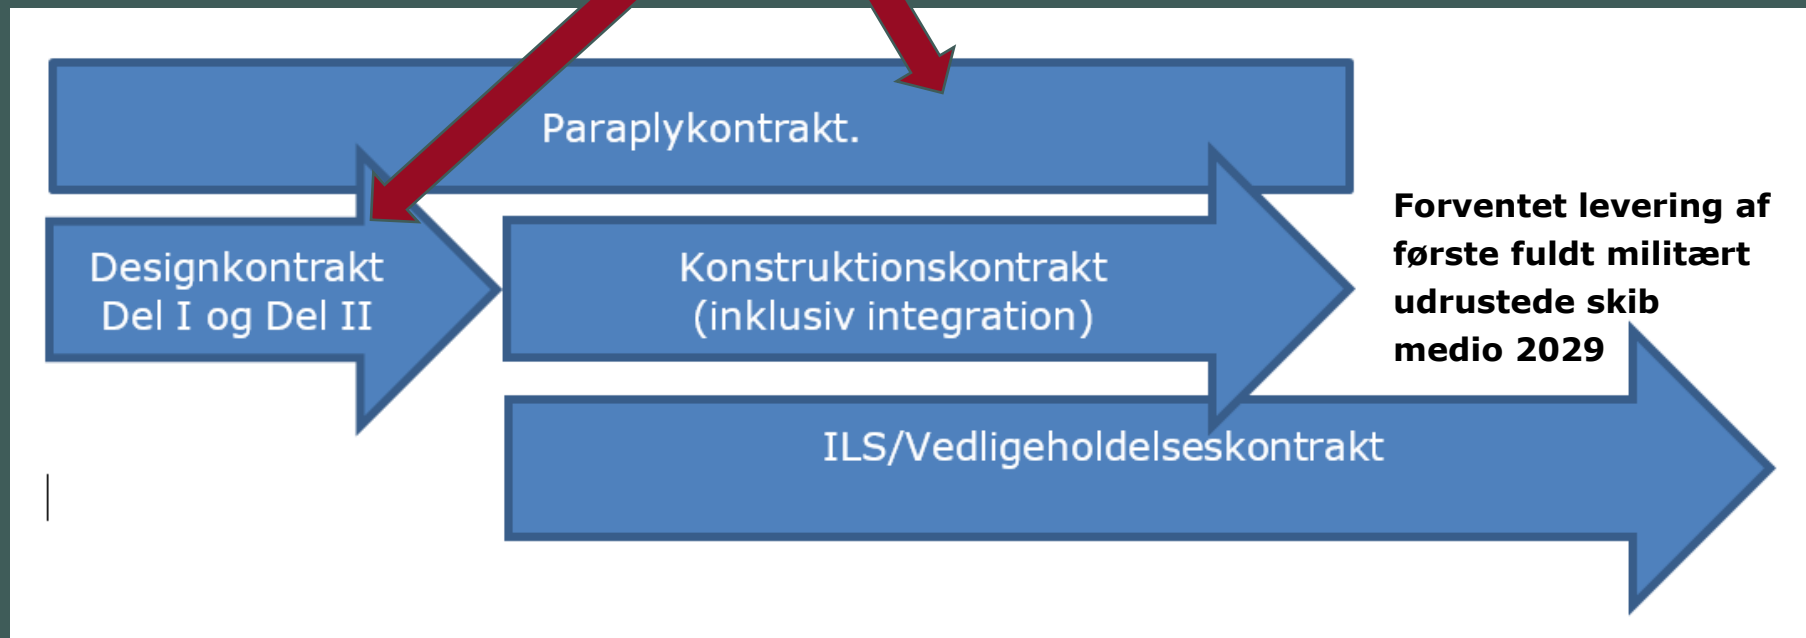 Paraplykontrakt.
Designkontrakt
Del I og Del II
Konstruktionskontrakt
(inklusiv integration)
Forventet levering af
første fuldt militært
udrustede skib
medio 2029
ILS/Vedligeholdelseskontrakt